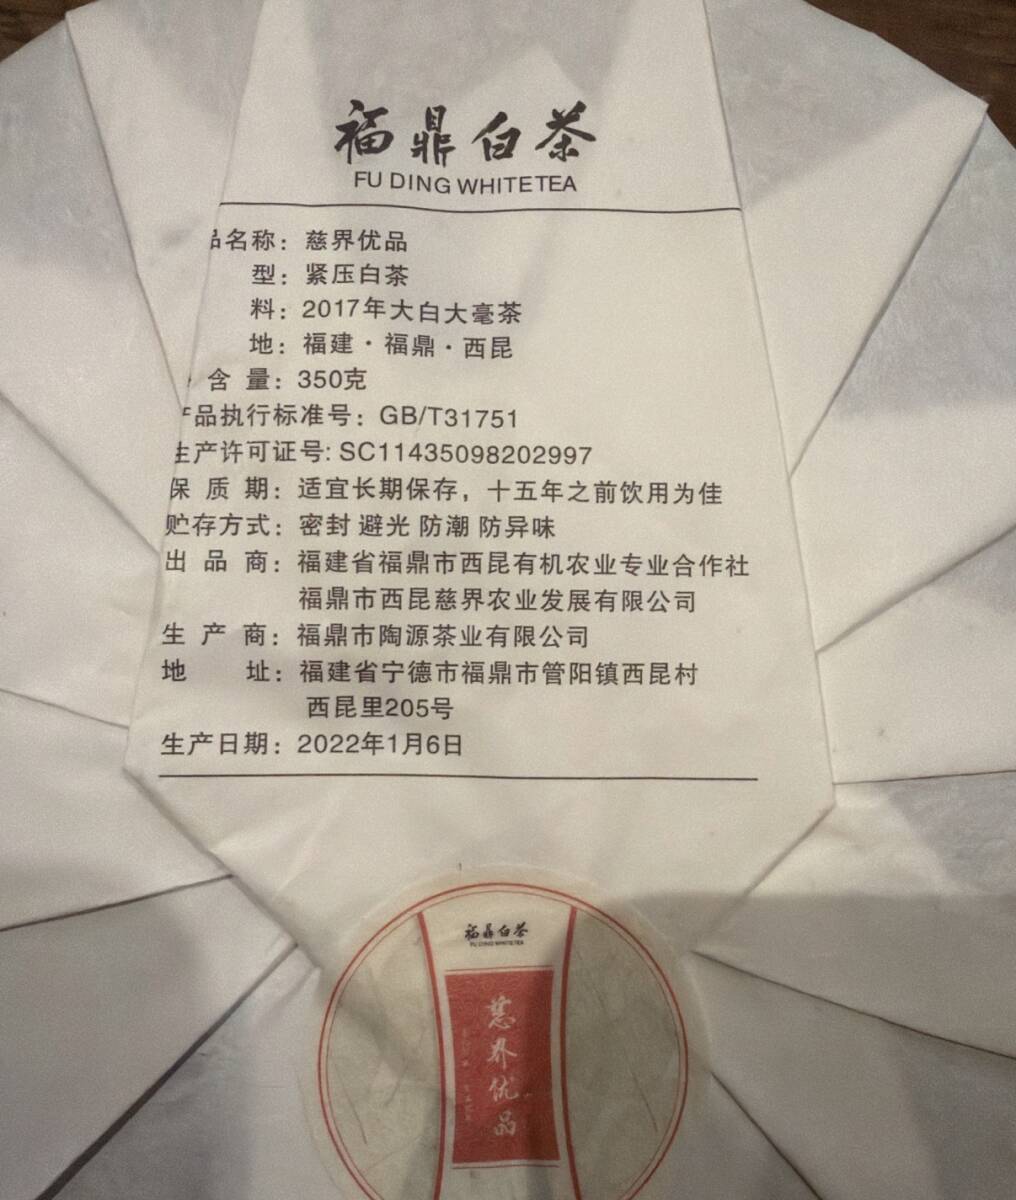 福鼎白茶
FU DING WHITE TEA
品名称：慈界优品
型：紧压白茶
料：2017年大白大毫茶
地：福建·福鼎·西昆
含 量：350克
产品执行标准号：GB/T31751
生产许可证号: SC11435098202997
保 质 期：适宜长期保存，十五年之前饮用为佳
贮存方式：密封 避光 防潮 防异味
出 品 商：福建省福鼎市西昆有机农业专业合作社
福鼎市西昆慈界农业发展有限公司
生 产 商：福鼎市陶源茶业有限公司
地 址：福建省宁德市福鼎市管阳镇西昆村
西昆里205号
生产日期：2022年1月6日
福鼎白茶
FU DING WHITE TEA
慈界优品